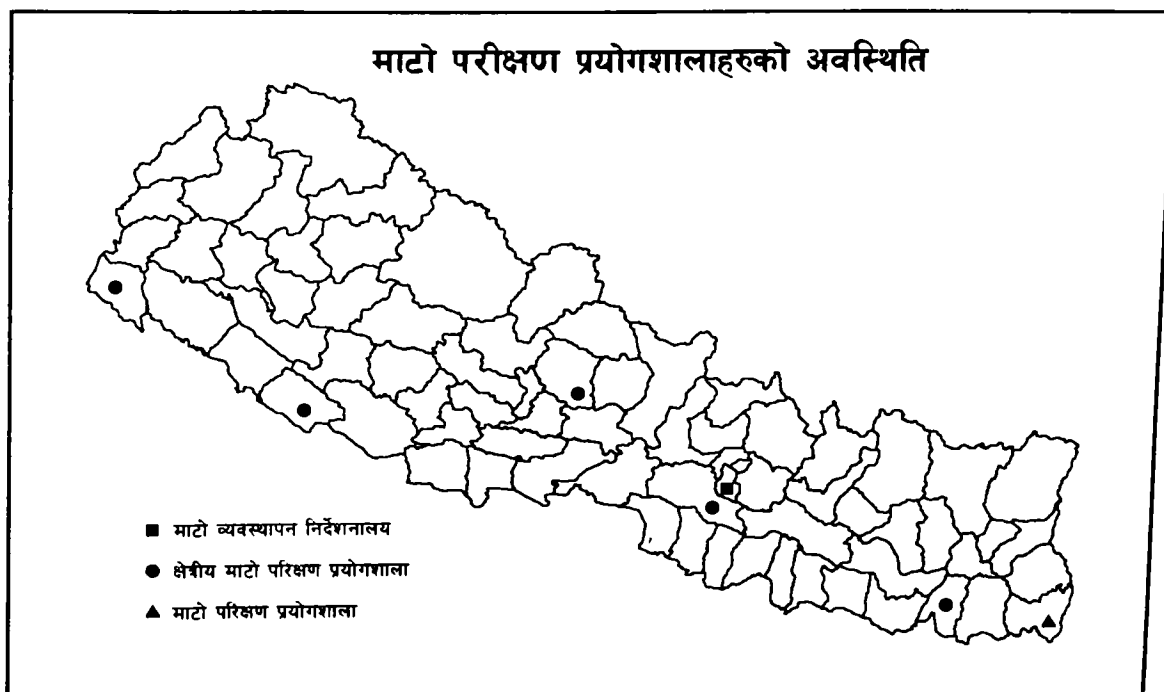 माटो परीक्षण प्रयोगशालाहरुको अवस्थिति
■ माटो व्यवस्थापन निर्देशनालय
● क्षेत्रीय माटो परिक्षण प्रयोगशाला
▲ माटो परिक्षण प्रयोगशाला